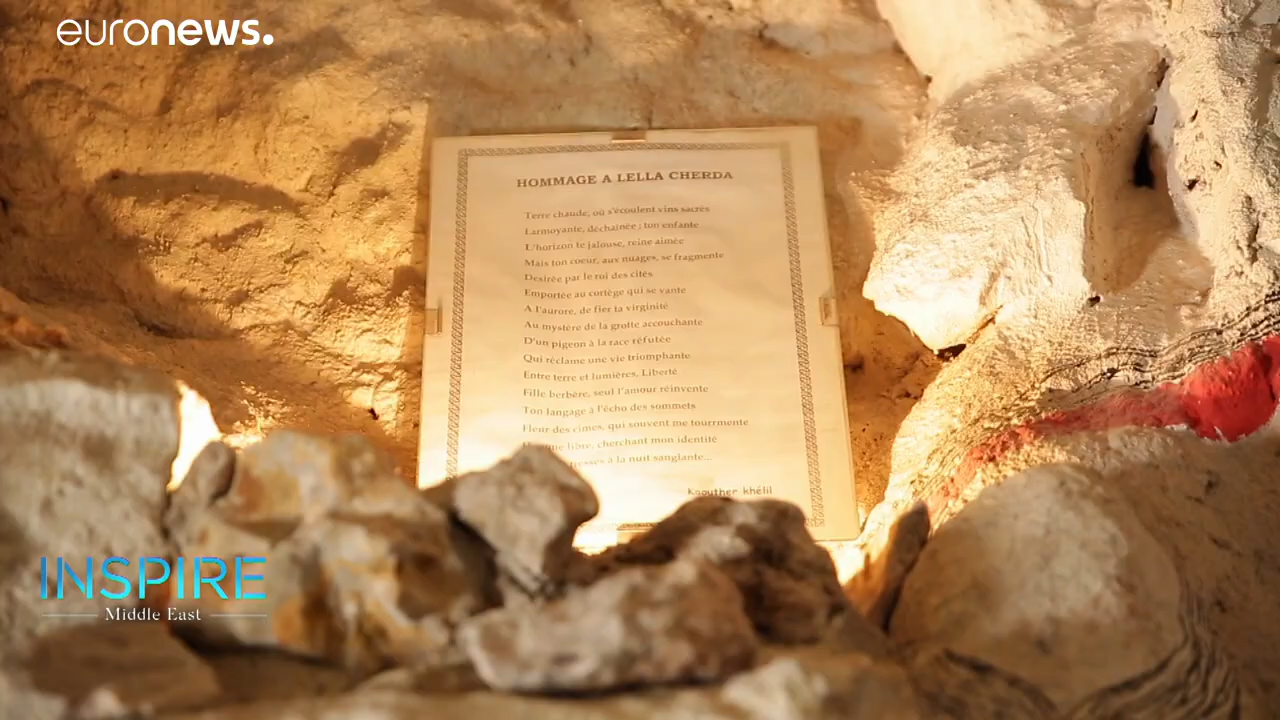 euronews.
HOMMAGE A LELLA CHERDA
Terre chaude, où s'écoulent vins sacrés
Larmoyante, déchainée ; ton enfante
L'horizon te jalouse, reine aimée
Mais ton coeur, aux nuages, se fragmente
Desirée par le roi des cités
Emportée au cortège qui se vante
A l'aurore, de fier ta virginité
Au mystère de la grotte accouchante
D'un pigeon à la race réfutée
Qui réclame une vie triomphante
Entre terre et lumières, Liberté
Fille berbère, seul l'amour réinvente
Ton langage à l'écho des sommets
Fleur des cimes, qui souvent me tourmente
libre, cherchant mon identité
à la nuit sanglante...
Kaouther khélil
INSPIRE
Middle East